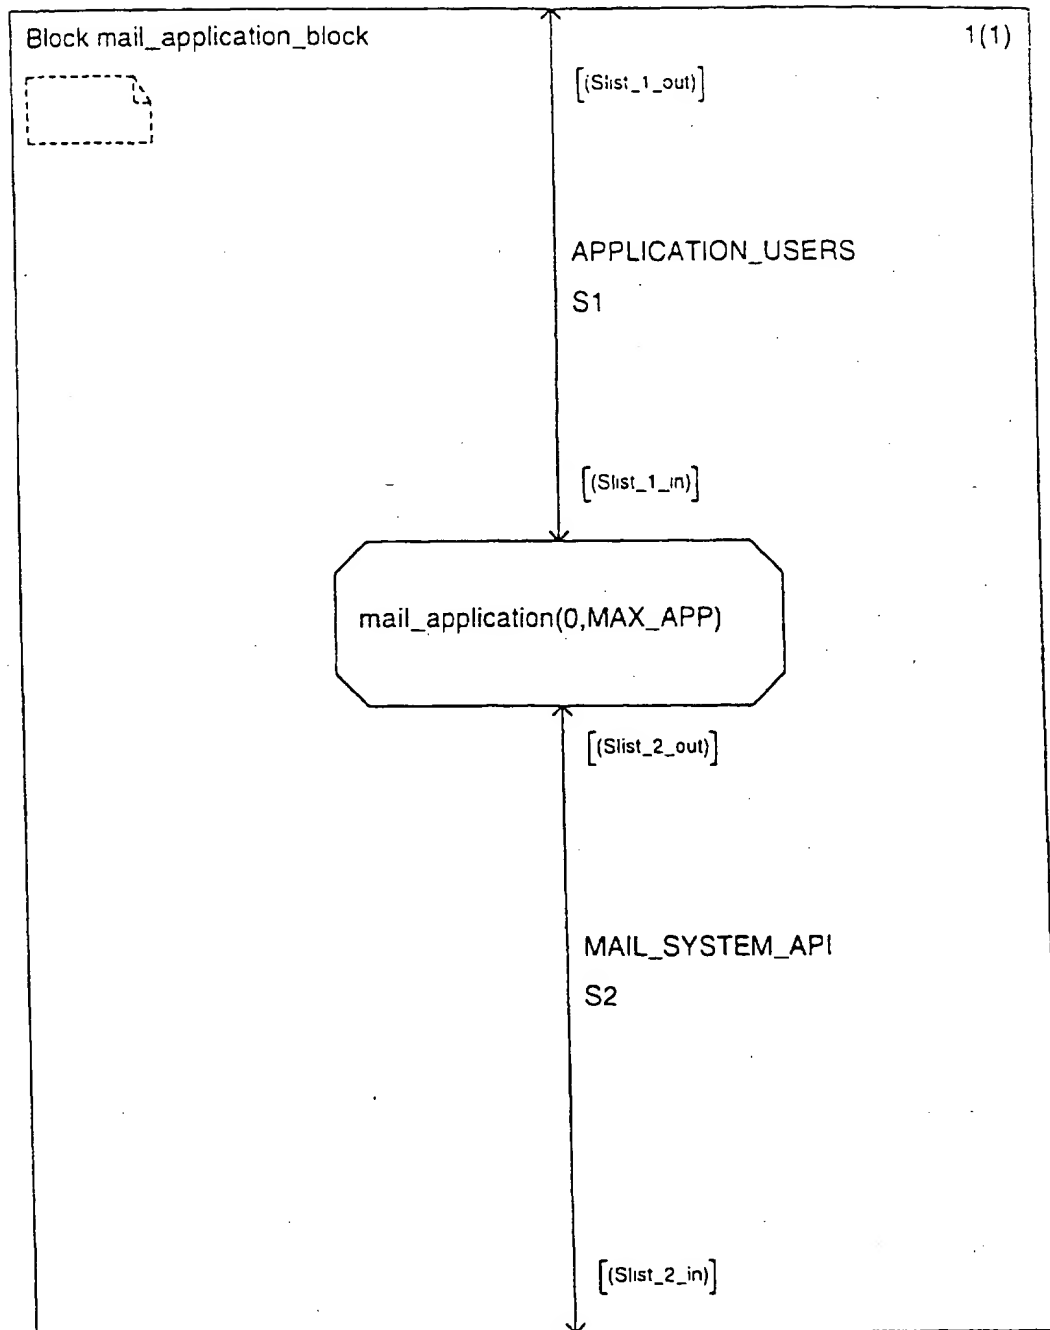 Block mail_application_block
1(1)
[(Slist_1_out)]
APPLICATION_USERS
S1
[(Slist_1_in)]
mail_application(0,MAX_APP)
[(Slist_2_out)]
MAIL_SYSTEM_API
S2
[(Slist_2_in)]